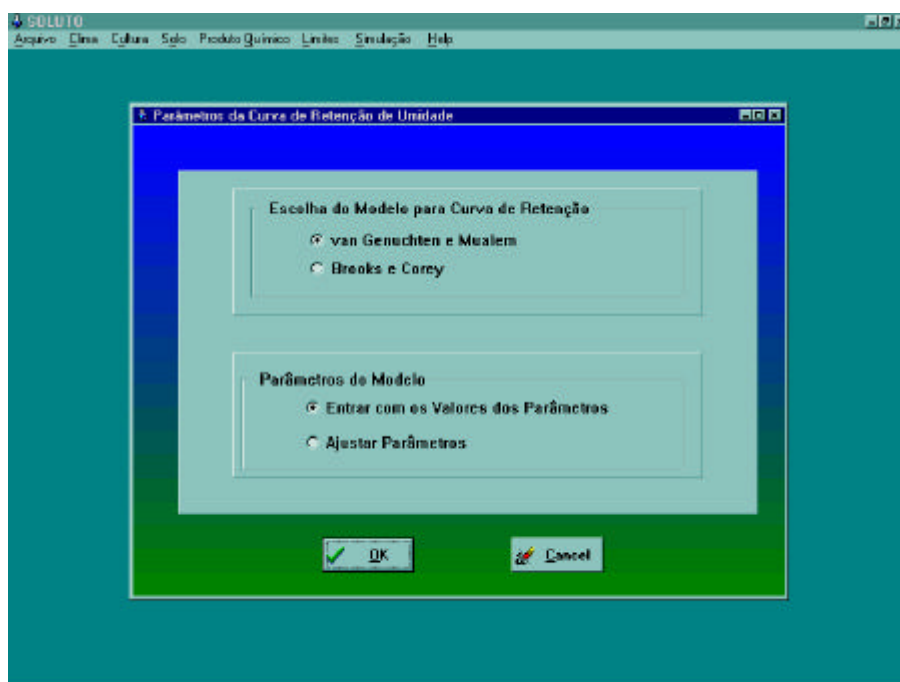 SOLUTO
Arquivo Clima Cultura Solo Produto Químico Limites Simulação Help
Parâmetros da Curva de Retenção de Umidade
Escolha do Modelo para Curva de Retenção
van Genuchten e Mualem
Brooks e Corey
Parâmetros do Modelo
Entrar com os Valores dos Parâmetros
Ajustar Parâmetros
OK
Cancel